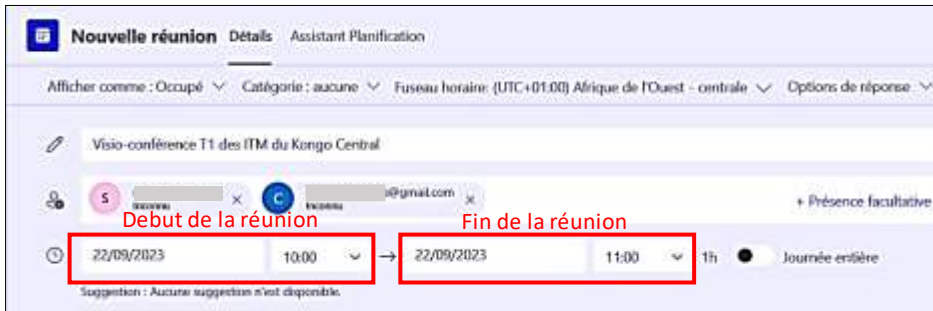 Nouvelle réunion Détails Assistant Planification
Afficher comme : Occupé Catégorie : aucune Fuseau horaire: (UTC+01:00) Afrique de l'Ouest - centrale Options de réponse
Visio-conférence T1 des ITM du Kongo Central
S Inconnu × C @gmail.com Inconnu × + Présence facultative
Debut de la réunion Fin de la réunion
22/09/2023 10:00 → 22/09/2023 11:00 1h Journée entière
Suggestion : Aucune suggestion n'est disponible.